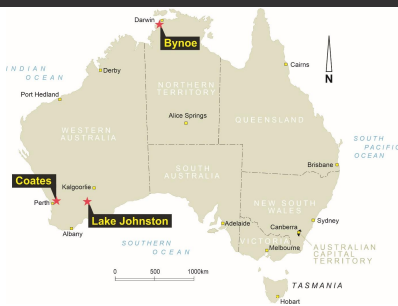 Darwin
Bynoe
INDIAN
OCEAN
Derby
Cairns
N
Port Hedland
NORTHERN
TERRITORY
Alice Springs
QUEENSLAND
WESTERN
AUSTRALIA
SOUTH
PACIFIC
OCEAN
SOUTH
AUSTRALIA
Brisbane
Coates
Kalgoorlie
Perth
NEW SOUTH
WALES
Lake Johnston
Albany
Adelaide
Canberra
Sydney
SOUTHERN
OCEAN
VICTORIA
Melbourne
AUSTRALIAN
CAPITAL
TERRITORY
0 500 1000km
TASMANIA
Hobart